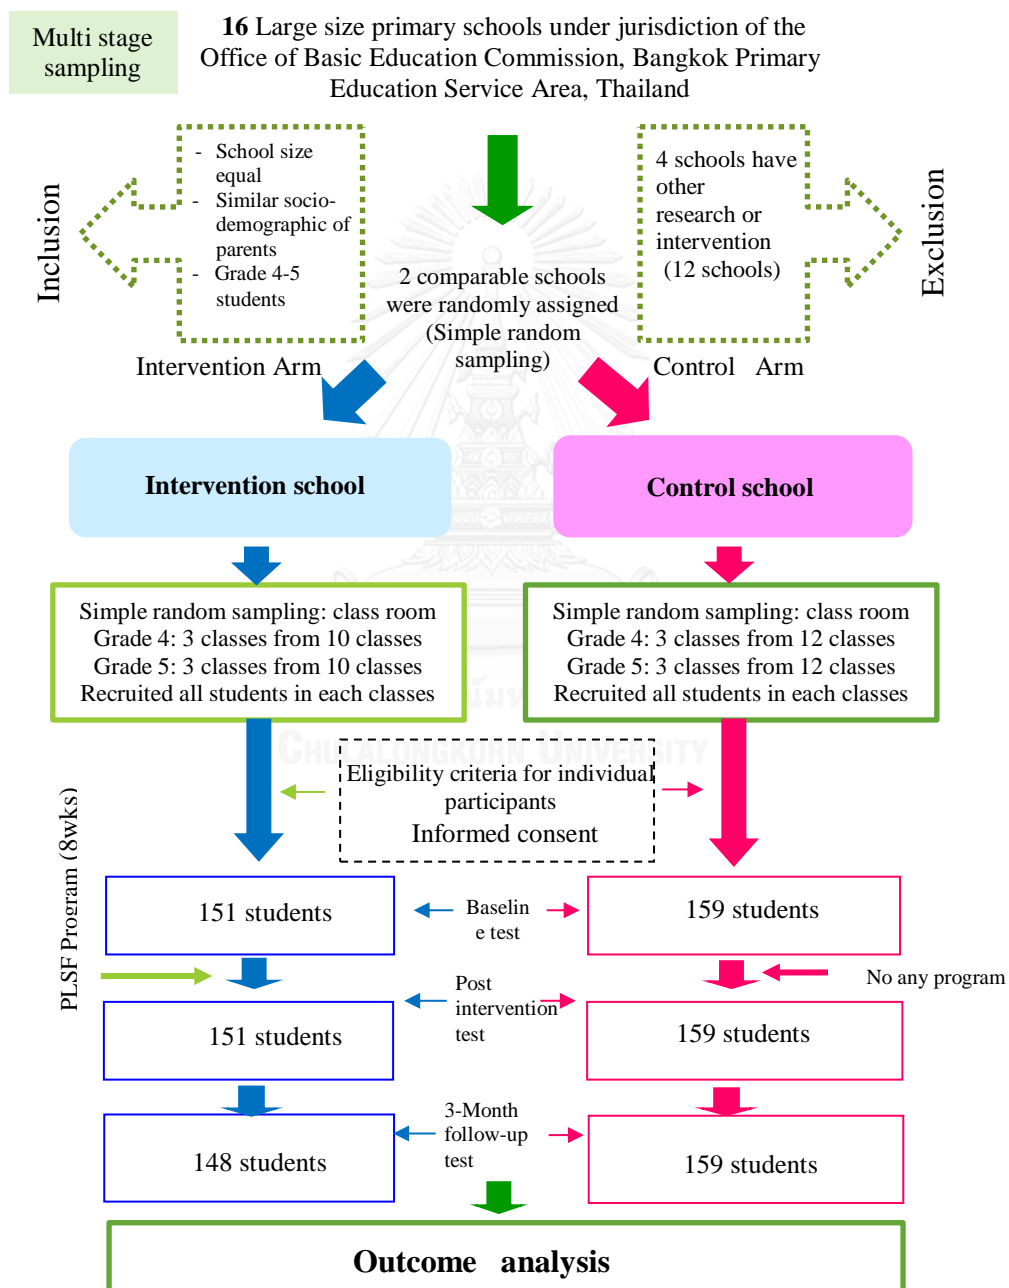 Multi stage
sampling
16 Large size primary schools under jurisdiction of the
Office of Basic Education Commission, Bangkok Primary
Education Service Area, Thailand
Inclusion
- School size
equal
- Similar socio-
demographic of
parents
- Grade 4-5
students
4 schools have
other
research or
intervention
(12 schools)
Exclusion
2 comparable schools
were randomly assigned
(Simple random
sampling)
Intervention Arm
Control Arm
Intervention school
Control school
Simple random sampling: class room
Grade 4: 3 classes from 10 classes
Grade 5: 3 classes from 10 classes
Recruited all students in each classes
Simple random sampling: class room
Grade 4: 3 classes from 12 classes
Grade 5: 3 classes from 12 classes
Recruited all students in each classes
CHULALONGKORN UNIVERSITY
Eligibility criteria for individual
participants
Informed consent
PLSF Program (8wks)
151 students
Baselin
e test
159 students
No any program
151 students
Post
intervention
test
159 students
148 students
3-Month
follow-up
test
159 students
Outcome analysis